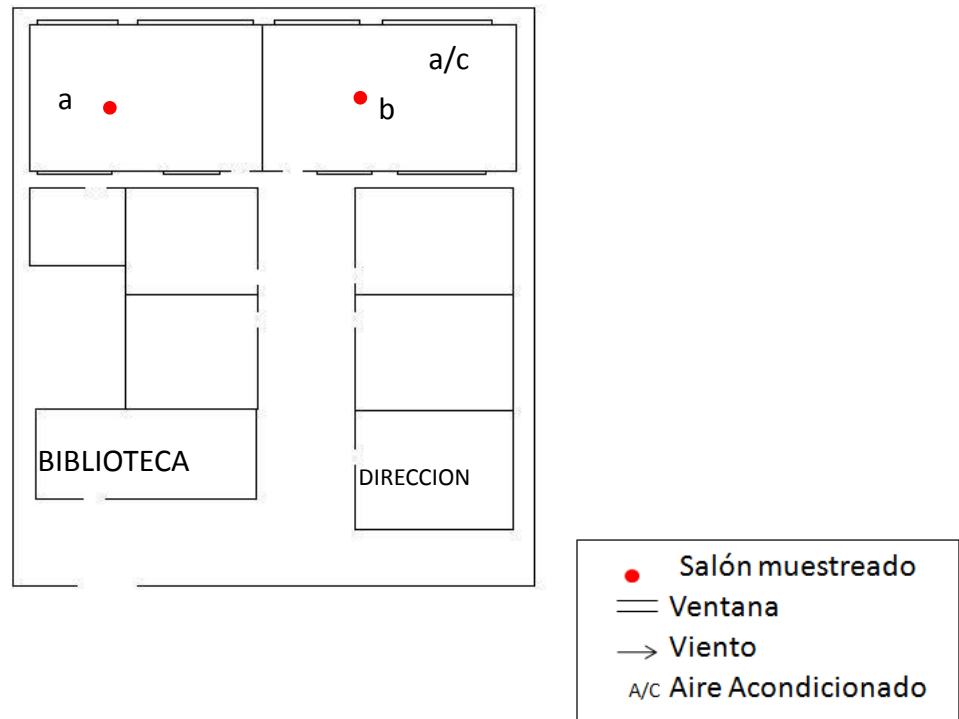 a/c
a
b
BIBLIOTECA
DIRECCION
Salón muestreado
Ventana
Viento
A/C Aire Acondicionado